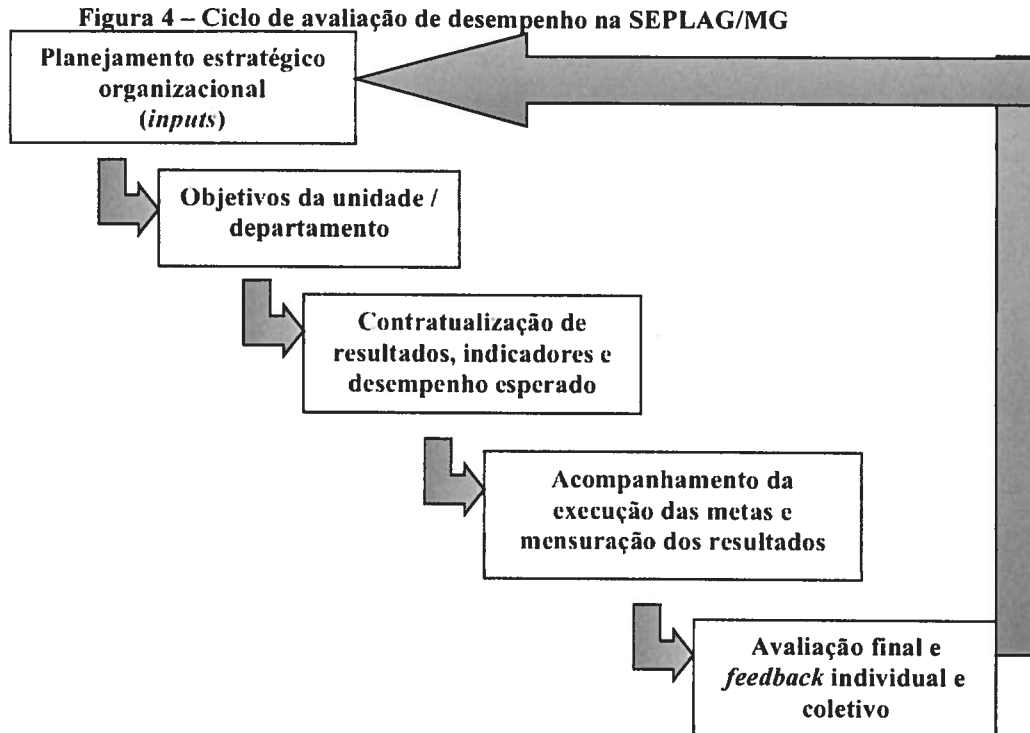 Figura 4 – Ciclo de avaliação de desempenho na SEPLAG/MG
Planejamento estratégico
organizacional
(inputs)
Objetivos da unidade /
departamento
Contratualização de
resultados, indicadores e
desempenho esperado
Acompanhamento da
execução das metas e
mensuração dos resultados
Avaliação final e
feedback individual e
coletivo